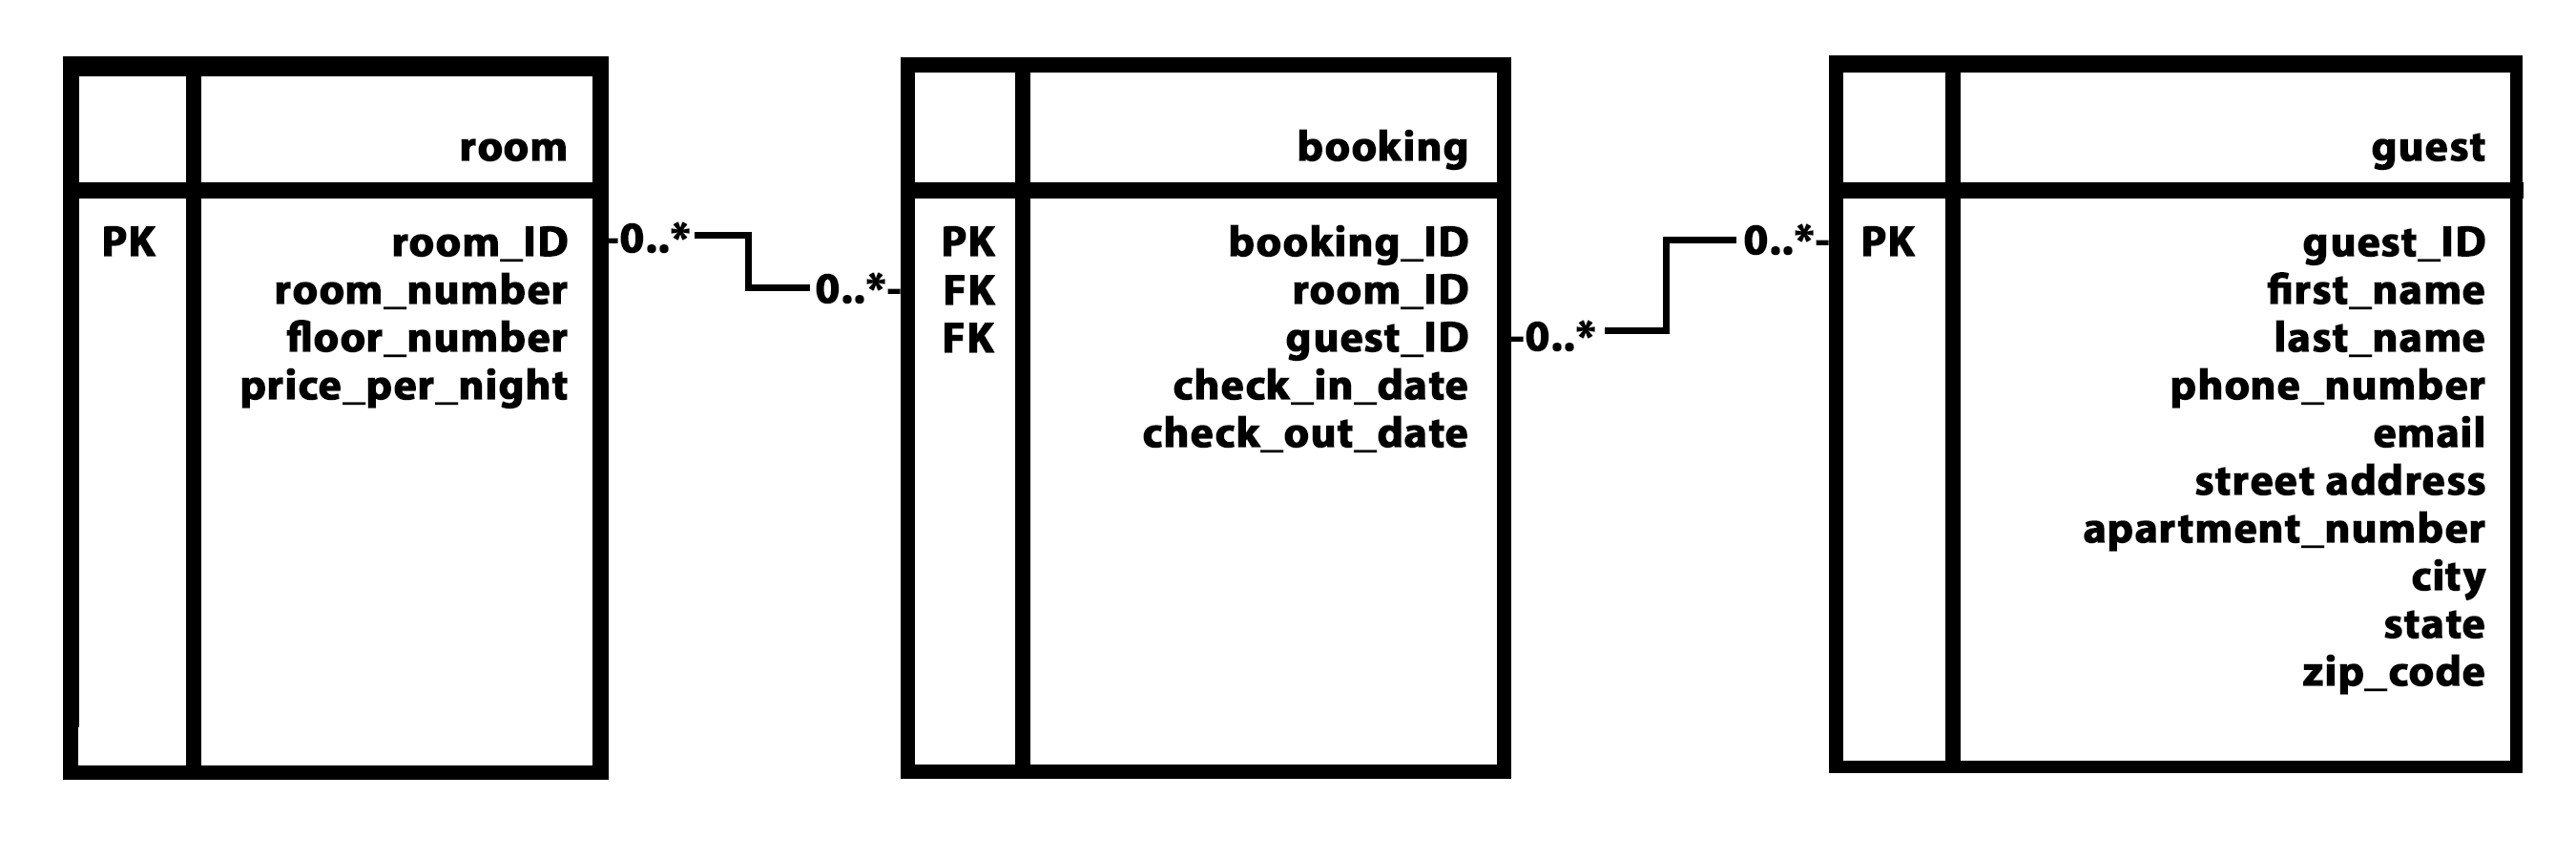 room
PK room_ID
room_number
floor_number
price_per_night
-0..*
0..*-
booking
PK booking_ID
FK room_ID
FK guest_ID
check_in_date
check_out_date
-0..*
0..*-
guest
PK guest_ID
first_name
last_name
phone_number
email
street address
apartment_number
city
state
zip_code